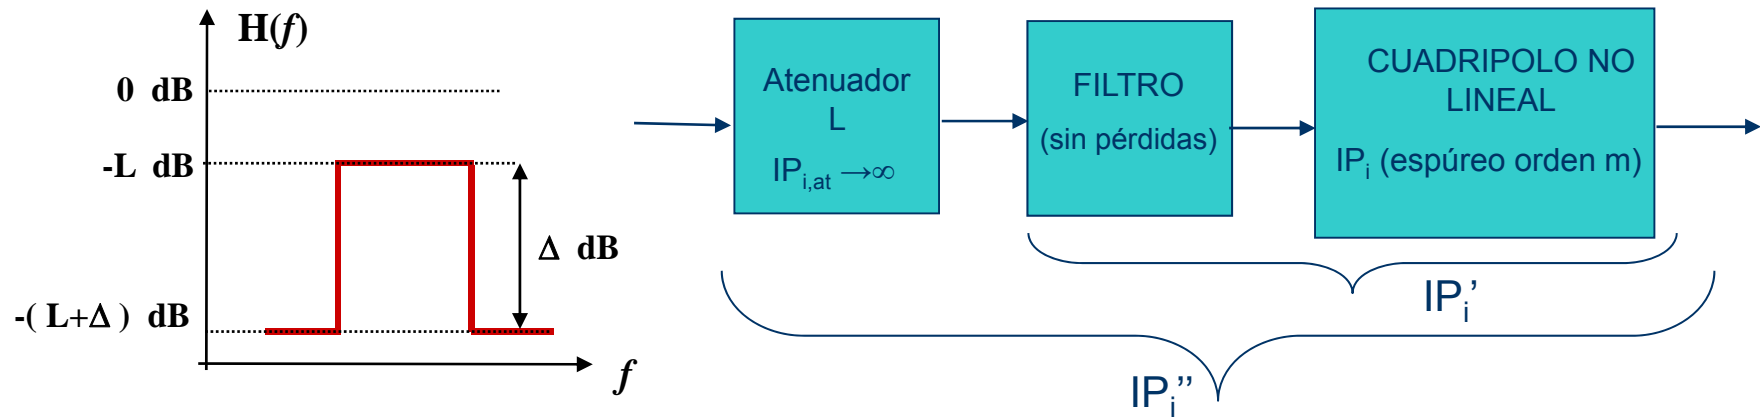 H(f)
0 dB
-L dB
Δ dB
-( L+Δ ) dB
f
Atenuador
L
IPi,at →∞
FILTRO
(sin pérdidas)
CUADRIPOLO NO
LINEAL
IPi (espúreo orden m)
IPi’
IPi’’